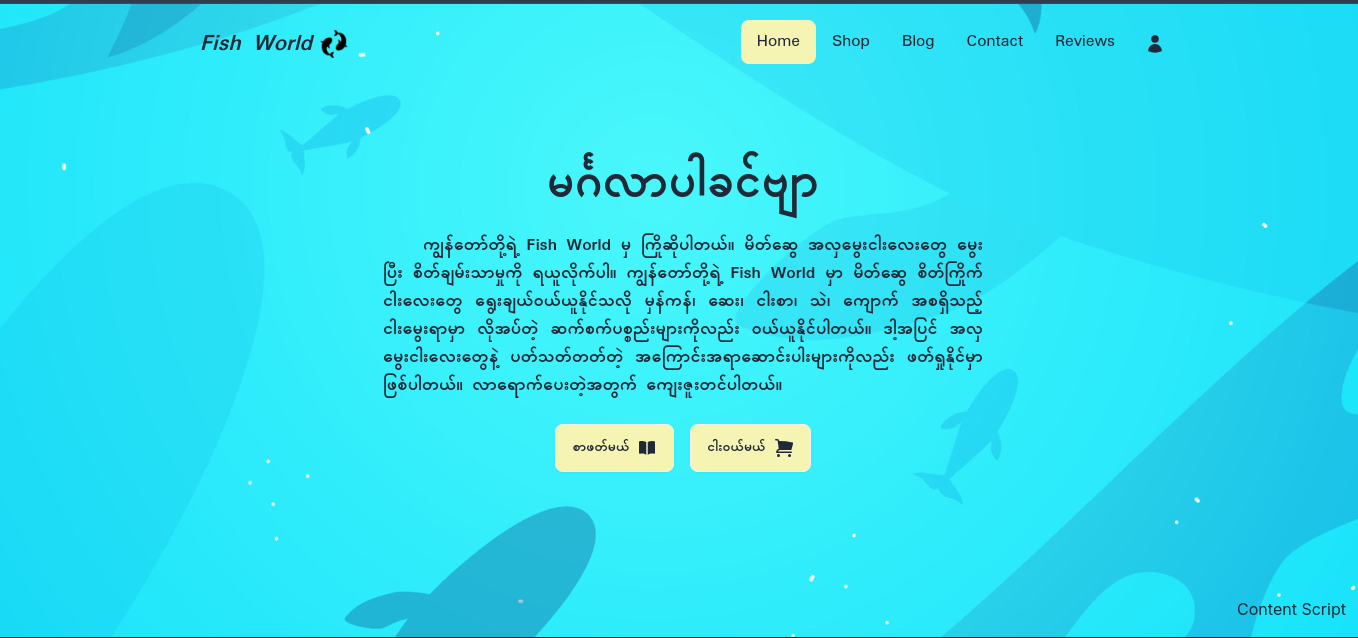 Fish World
Home
Shop
Blog
Contact
Reviews
မင်္ဂလာပါခင်ဗျာ
ကျွန်တော်တို့ရဲ့ Fish World မှ ကြိုဆိုပါတယ်။ မိတ်ဆွေ အလှမွေးငါးလေးတွေ မွေး
ပြီး စိတ်ချမ်းသာမှုကို ရယူလိုက်ပါ။ ကျွန်တော်တို့ရဲ့ Fish World မှာ မိတ်ဆွေ စိတ်ကြိုက်
ငါးလေးတွေ ရွေးချယ်ဝယ်ယူနိုင်သလို မှန်ကန်၊ ဆေး၊ ငါးစာ၊ သဲ၊ ကျောက် အစရှိသည့်
ငါးမွေးရာမှာ လိုအပ်တဲ့ ဆက်စက်ပစ္စည်းများကိုလည်း ဝယ်ယူနိုင်ပါတယ်။ ဒါ့အပြင် အလှ
မွေးငါးလေးတွေနဲ့ ပတ်သတ်တတ်တဲ့ အကြောင်းအရာဆောင်းပါးများကိုလည်း ဖတ်ရှုနိုင်မှာ
ဖြစ်ပါတယ်။ လာရောက်ပေးတဲ့အတွက် ကျေးဇူးတင်ပါတယ်။
စာဖတ်မယ်
ငါးဝယ်မယ်
Content Script